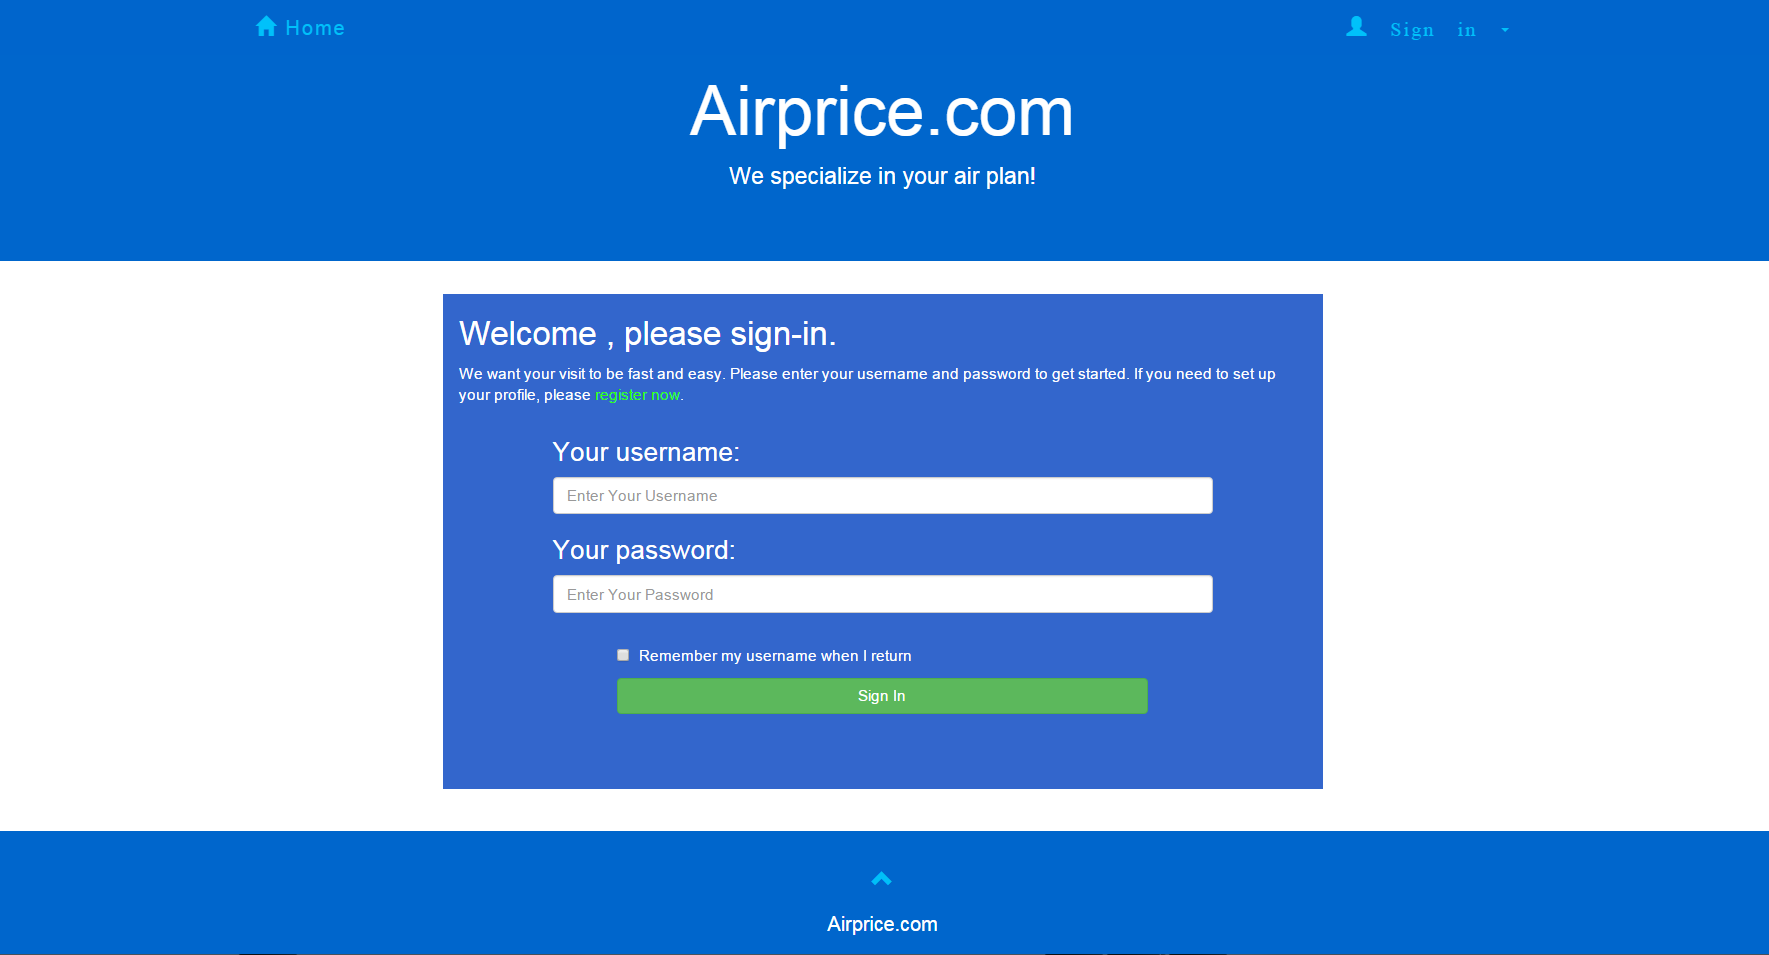 Home
Sign in
Airprice.com
We specialize in your air plan!
Welcome , please sign-in.
We want your visit to be fast and easy. Please enter your username and password to get started. If you need to set up
your profile, please register now.
Your username:
Enter Your Username
Your password:
Enter Your Password
Remember my username when I return
Sign In
Airprice.com